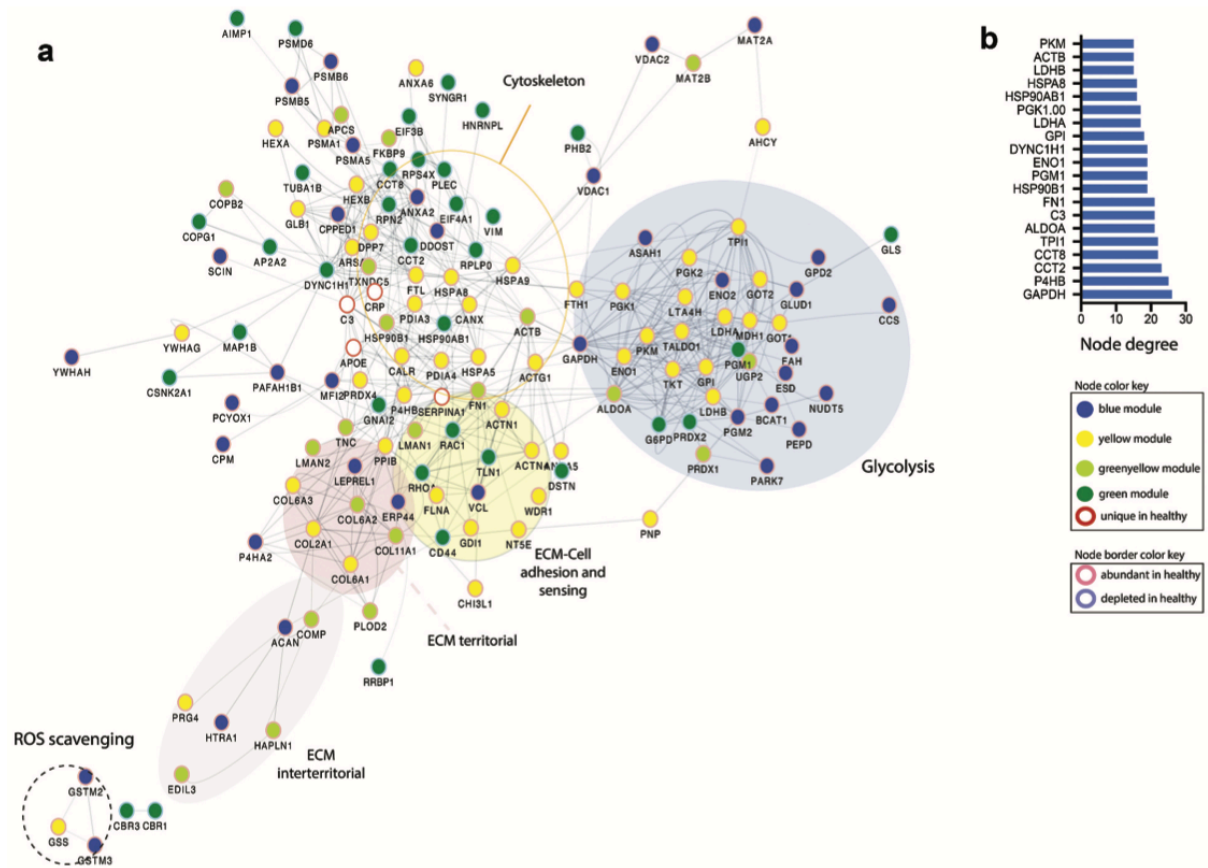 a
b
AIMP1
PSMD6
PSMB6
PSMB5
ANXA6
SYNGR1
Cytoskeleton
HNRNPL
VDAC2
MAT2A
MAT2B
AHCY
PHB2
VDAC1
HEXA
PSMA1
APCS
PSMA5
FKBP9
EIF3B
CCT8
RPS4X
PLEC
TUBA1B
HEXB
COPB2
GLB1
CPPED1
RPN2
ANXA2
EIF4A1
VIM
COPG1
AP2A2
DPP7
DDOST
SCIN
ARSA
CCT2
RPLP0
DYNC1H1
TXNDC5
FTL
HSPA8
HSPA9
CRP
C3
PDIA3
CANX
HSP90B1
HSP90AB1
ACTB
YWHAG
MAP1B
YWHAH
CSNK2A1
PAFAH1B1
APOE
CALR
PDIA4
HSPA5
ACTG1
MFI2
PRDX4
P4HB
SERPINA1
FN1
ACTN1
PCYOX1
GNAI2
CPM
TNC
LMAN1
RAC1
LMAN2
PPIB
LEPREL1
RHOA
TLN1
DSTN
COL6A3
COL6A2
ERP44
FLNA
VCL
WDR1
COL2A1
COL11A1
CD44
GDI1
NT5E
P4HA2
COL6A1
ECM-Cell
adhesion and
sensing
CHI3L1
PNP
ACAN
COMP
PLOD2
ECM territorial
RRBP1
PRG4
HTRA1
HAPLN1
ECM
interterritorial
EDIL3
ROS scavenging
GSTM2
GSS
GSTM3
CBR3
CBR1
TPI1
ASAH1
PGK2
ENO2
GOT2
GPD2
GLUD1
GLS
CCS
FTH1
PGK1
LTA4H
LDHA
MDH1
GOT1
GAPDH
PKM
TALDO1
PGM1
FAH
ENO1
TKT
GPI
UGP2
ESD
ALDOA
LDHB
BCAT1
NUDT5
G6PD
PRDX2
PGM2
PEPD
PRDX1
PARK7
Glycolysis
PKM
ACTB
LDHB
HSPA8
HSP90AB1
PGK1.00
LDHA
GPI
DYNC1H1
ENO1
PGM1
HSP90B1
FN1
C3
ALDOA
TPI1
CCT8
CCT2
P4HB
GAPDH
0 10 20 30
Node degree
Node color key
blue module
yellow module
greenyellow module
green module
unique in healthy
Node border color key
abundant in healthy
depleted in healthy